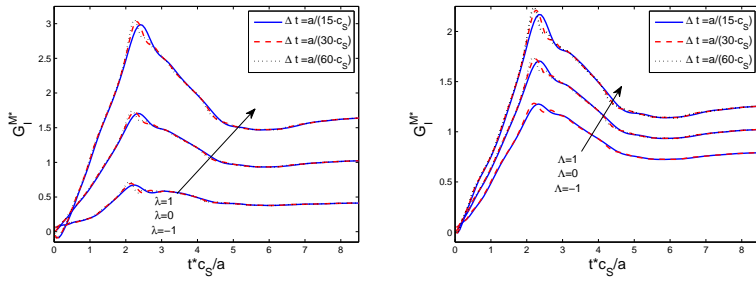 Δ t =a/(15·c_S)
Δ t =a/(30·c_S)
Δ t =a/(60·c_S)
3.5
3
2.5
2
1.5
1
0.5
0
G_I^{M*}
λ=1
λ=0
λ=−1
0 1 2 3 4 5 6 7 8
t*c_S/a
Δ t =a/(15·c_S)
Δ t =a/(30·c_S)
Δ t =a/(60·c_S)
2
1.5
1
0.5
0
G_I^{M*}
Λ=1
Λ=0
Λ=−1
0 1 2 3 4 5 6 7 8
t*c_S/a